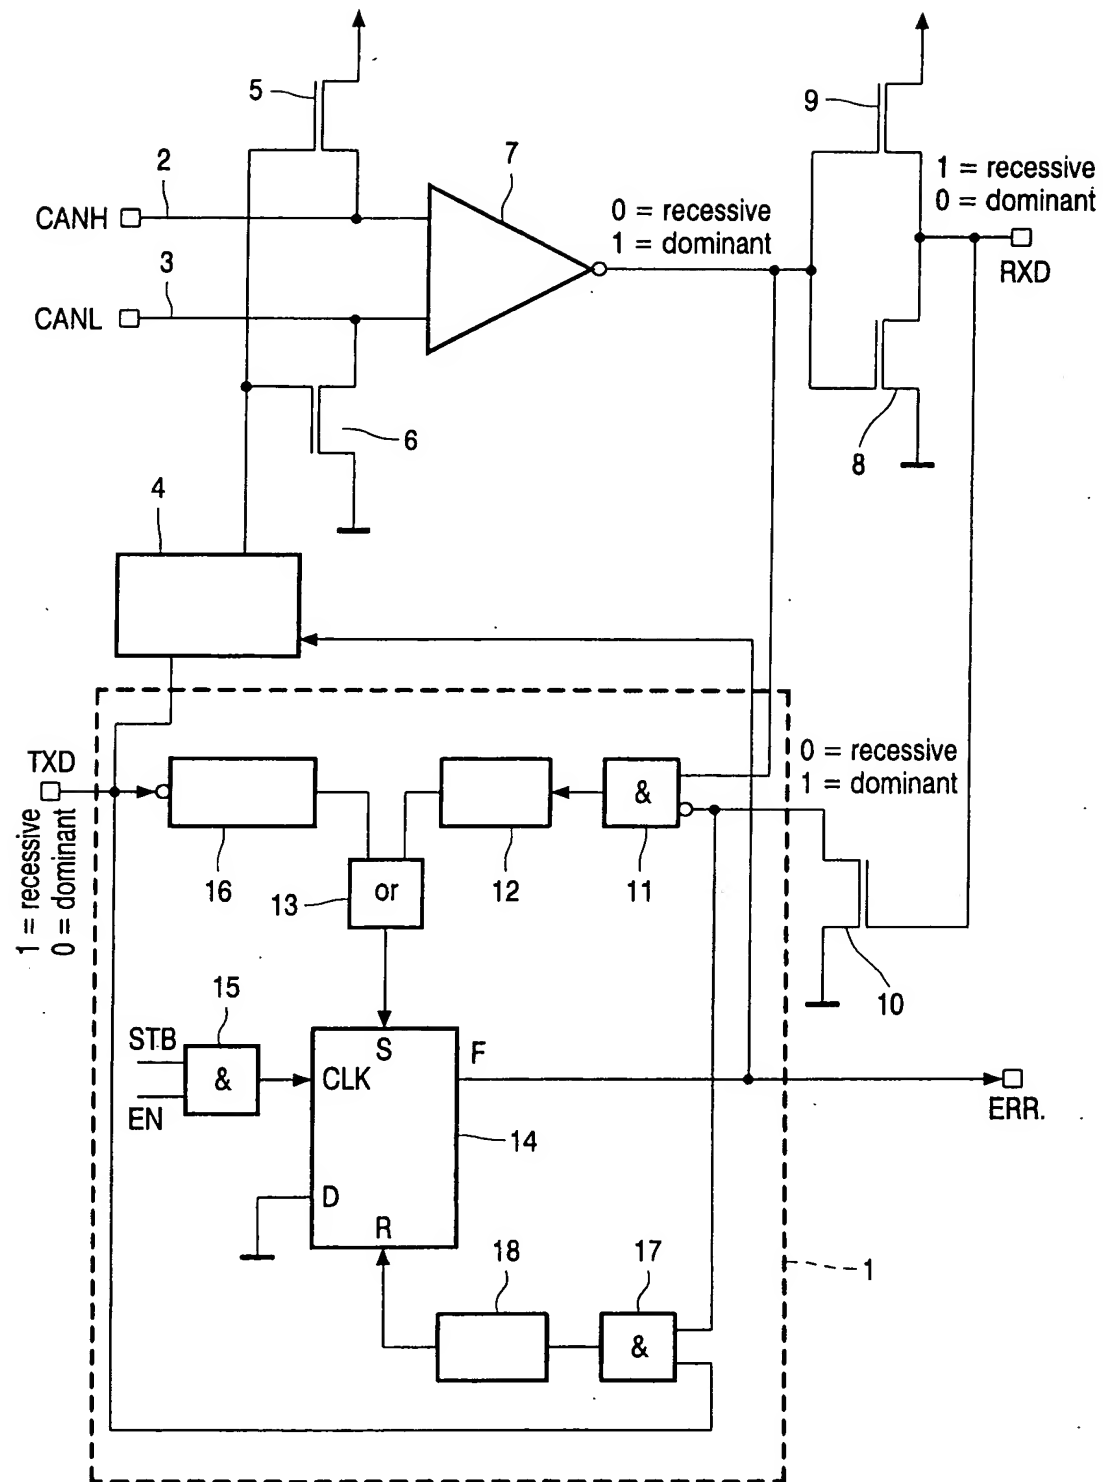 5
9
2
7
1 = recessive
0 = dominant
CANH
0 = recessive
1 = dominant
3
RXD
CANL
6
8
4
TXD
0 = recessive
1 = dominant
&
1 = recessive
0 = dominant
16
12
11
13
or
10
15
STB
S
F
&
CLK
EN
ERR.
14
D
R
18
17
1
&